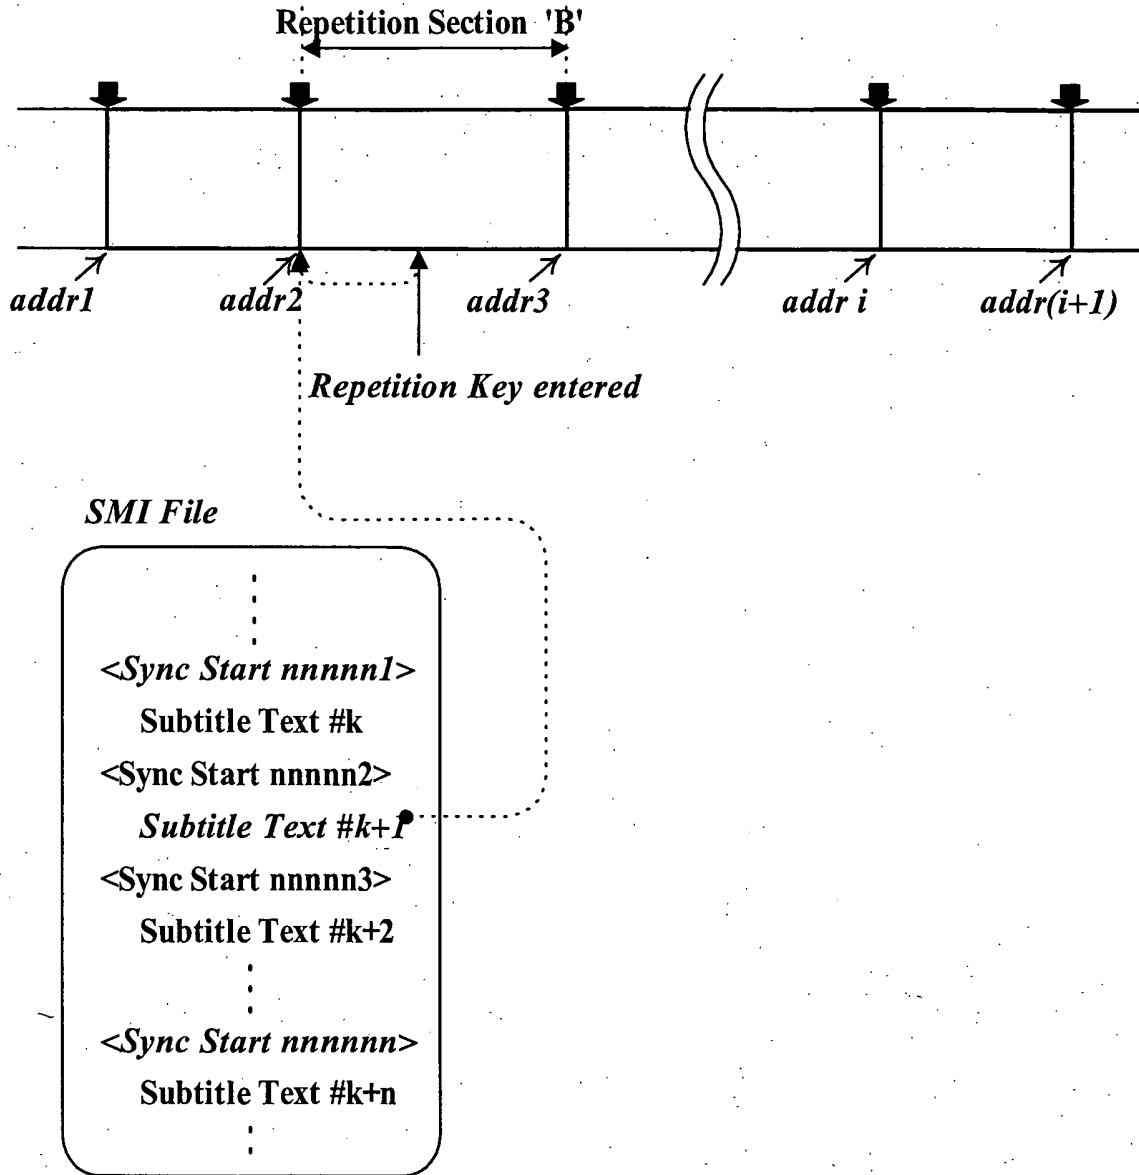 Repetition Section 'B'
addr1
addr2
addr3
addr i
addr(i+1)
Repetition Key entered
SMI File
<Sync Start nnnnn1>
Subtitle Text #k
<Sync Start nnnnn2>
Subtitle Text #k+1
<Sync Start nnnnn3>
Subtitle Text #k+2
<Sync Start nnnnnn>
Subtitle Text #k+n